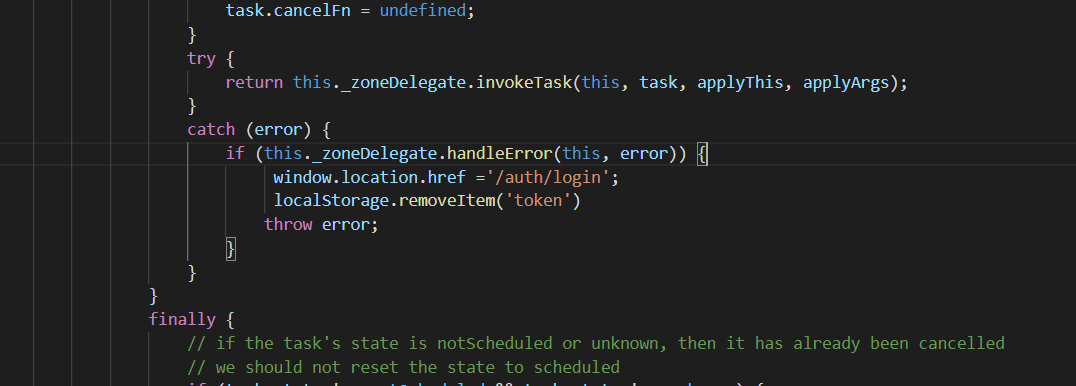 task.cancelFn = undefined;
}
try {
return this._zoneDelegate.invokeTask(this, task, applyThis, applyArgs);
}
catch (error) {
if (this._zoneDelegate.handleError(this, error)) {
window.location.href ='/auth/login';
localStorage.removeItem('token')
throw error;
}
}
}
finally {
// if the task's state is notScheduled or unknown, then it has already been cancelled
// we should not reset the state to scheduled